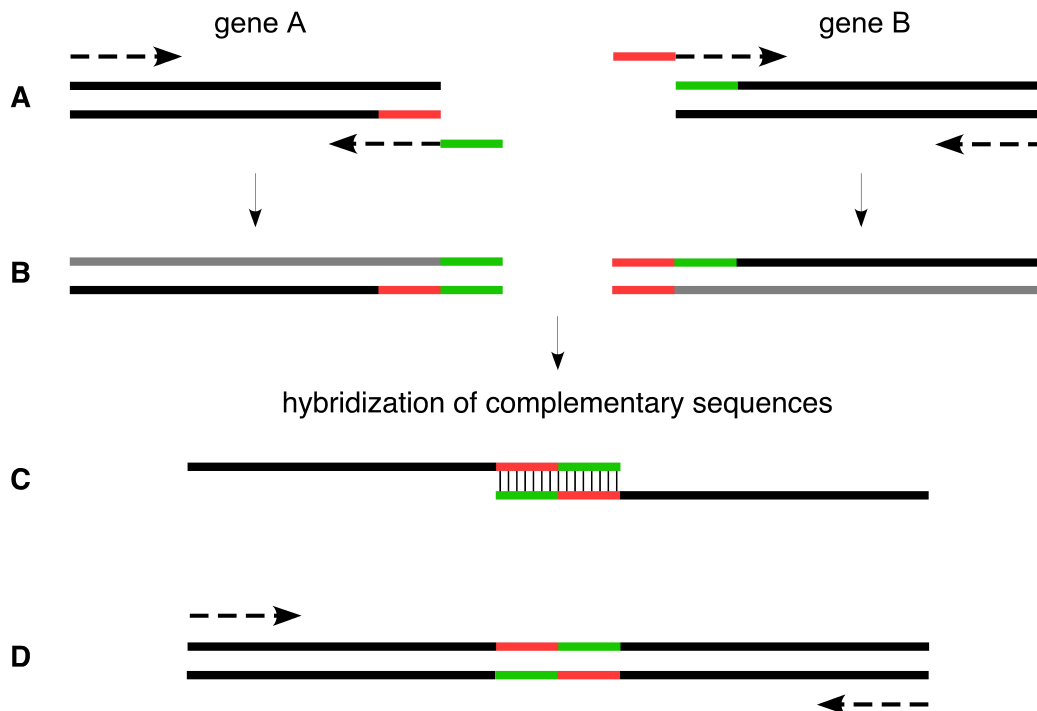 gene A
gene B
A
B
hybridization of complementary sequences
C
D